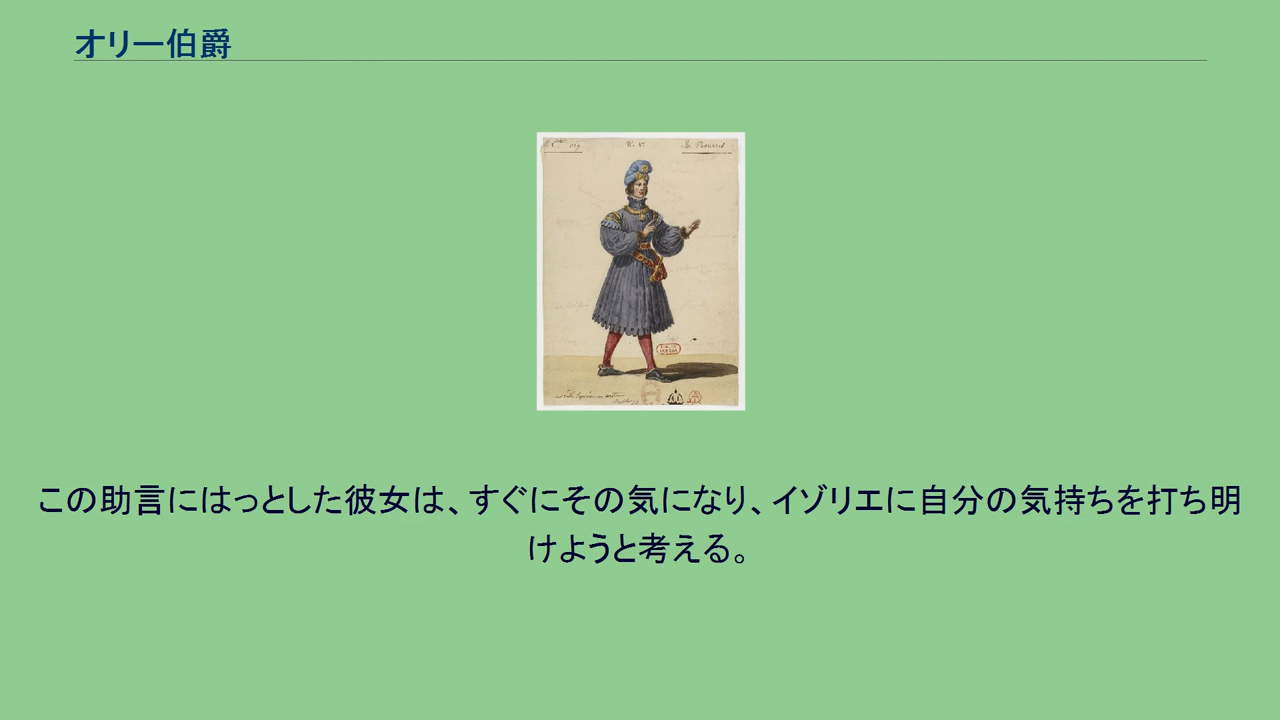 オリー伯爵
この助言にはっとした彼女は、すぐにその気になり、イゾリエに自分の気持ちを打ち明
けようと考える。